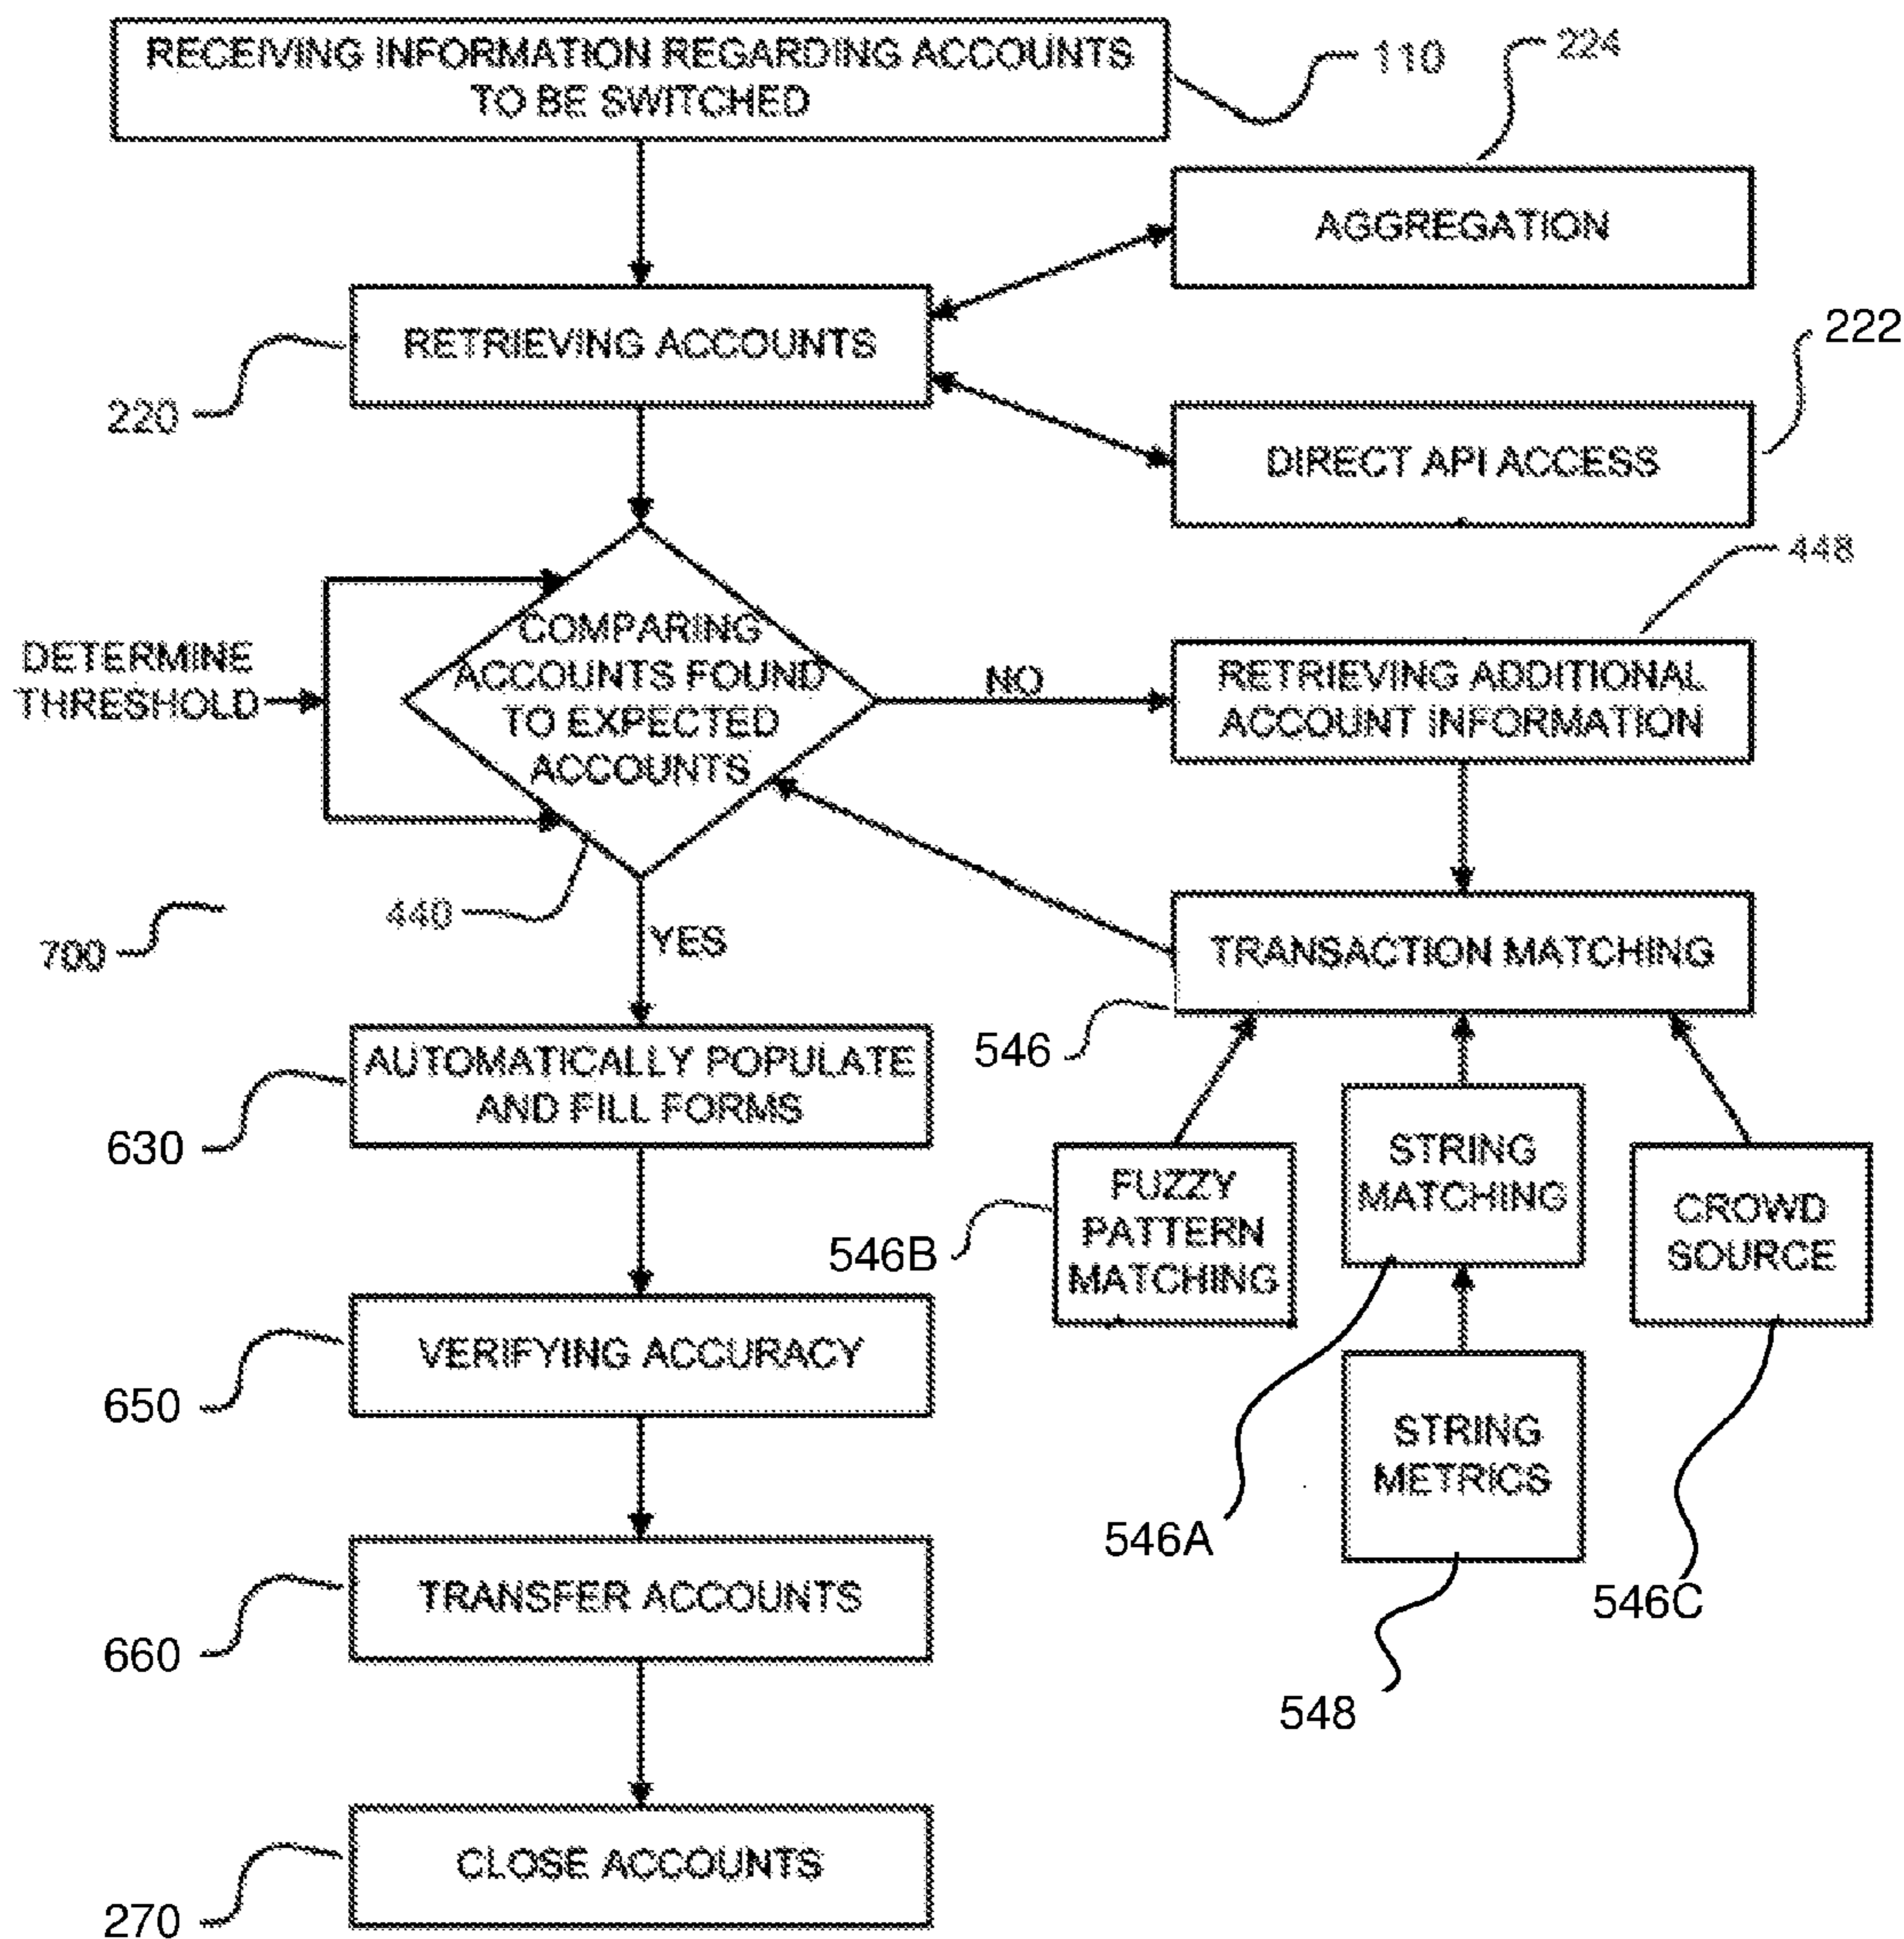 RECEIVING INFORMATION REGARDING ACCOUNTS
TO BE SWITCHED
110
224
AGGREGATION
RETRIEVING ACCOUNTS
220
222
DIRECT API ACCESS
448
DETERMINE
THRESHOLD
COMPARING
ACCOUNTS FOUND
TO EXPECTED
ACCOUNTS
NO
RETRIEVING ADDITIONAL
ACCOUNT INFORMATION
440
700
YES
TRANSACTION MATCHING
546
AUTOMATICALLY POPULATE
AND FILL FORMS
630
FUZZY
PATTERN
MATCHING
546B
STRING
MATCHING
CROWD
SOURCE
VERIFYING ACCURACY
650
STRING
METRICS
546A
546C
TRANSFER ACCOUNTS
660
548
CLOSE ACCOUNTS
270